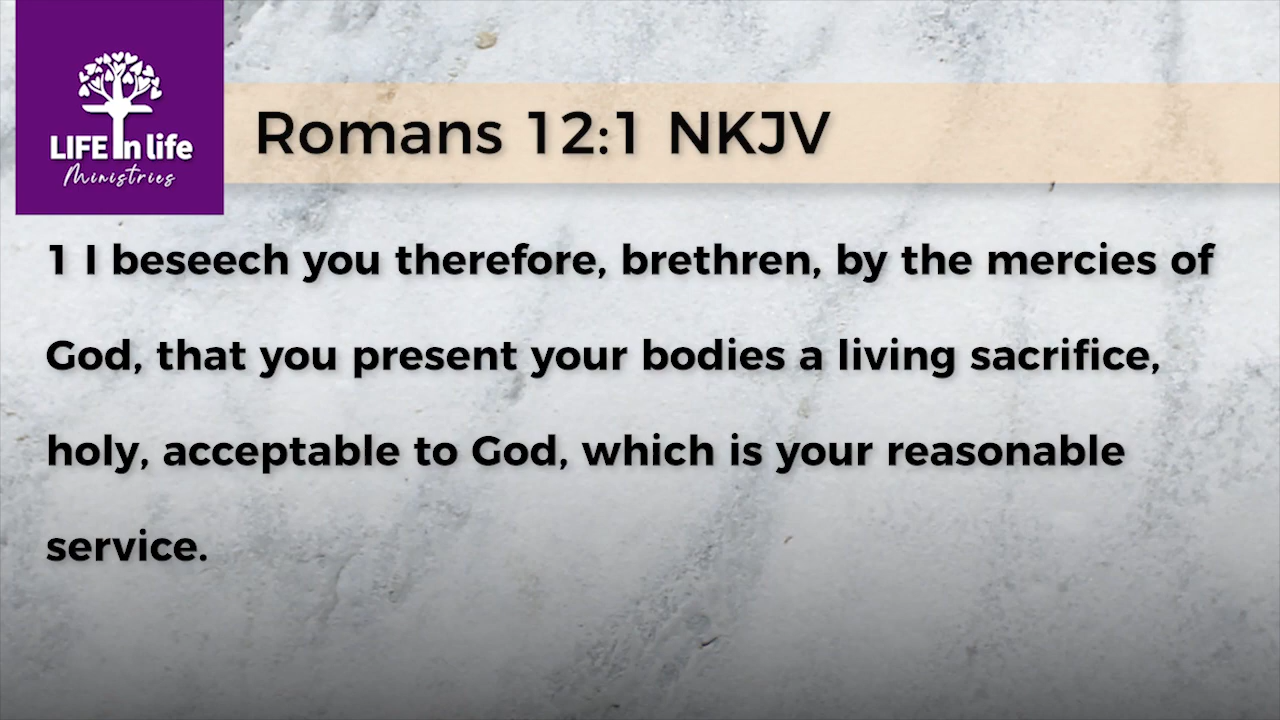 LIFE In life
Ministries
Romans 12:1 NKJV
1 I beseech you therefore, brethren, by the mercies of
God, that you present your bodies a living sacrifice,
holy, acceptable to God, which is your reasonable
service.